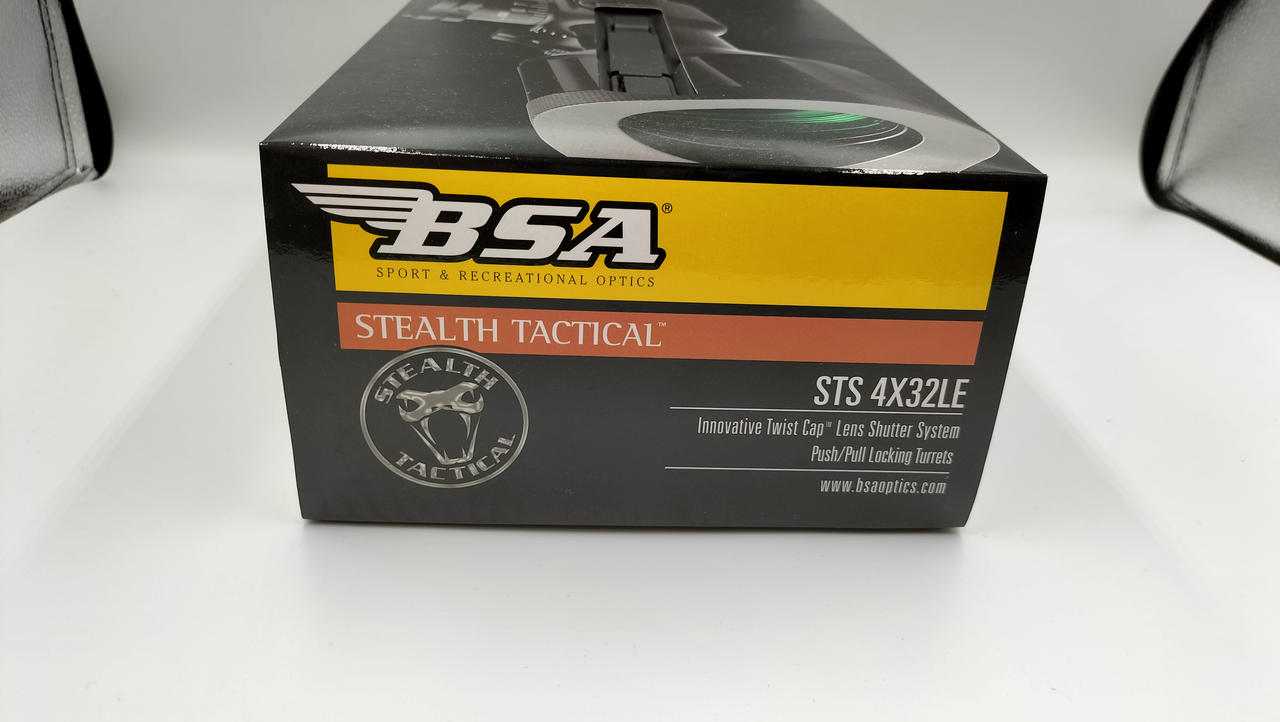 BSA®
SPORT & RECREATIONAL OPTICS
STEALTH TACTICAL™
STEALTH
TACTICAL
STS 4X32LE
Innovative Twist Cap™ Lens Shutter System
Push/Pull Locking Turrets
www.bsaoptics.com